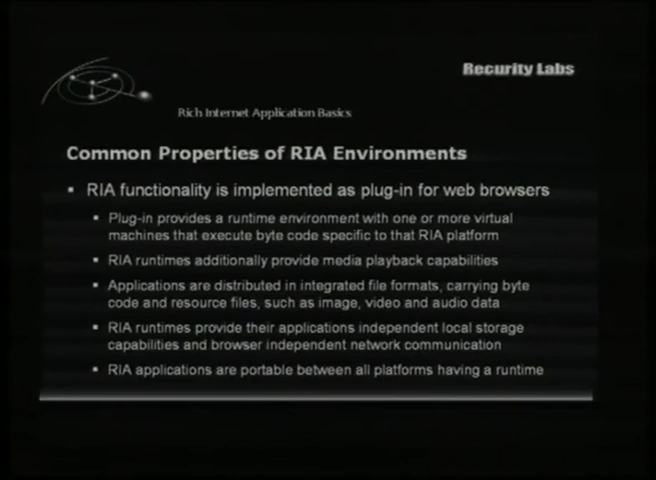 Recurity Labs
Rich Internet Application Basics
Common Properties of RIA Environments
▪ RIA functionality is implemented as plug-in for web browsers
▪ Plug-in provides a runtime environment with one or more virtual
machines that execute byte code specific to that RIA platform
▪ RIA runtimes additionally provide media playback capabilities
▪ Applications are distributed in integrated file formats, carrying byte
code and resource files, such as image, video and audio data
▪ RIA runtimes provide their applications independent local storage
capabilities and browser independent network communication
▪ RIA applications are portable between all platforms having a runtime